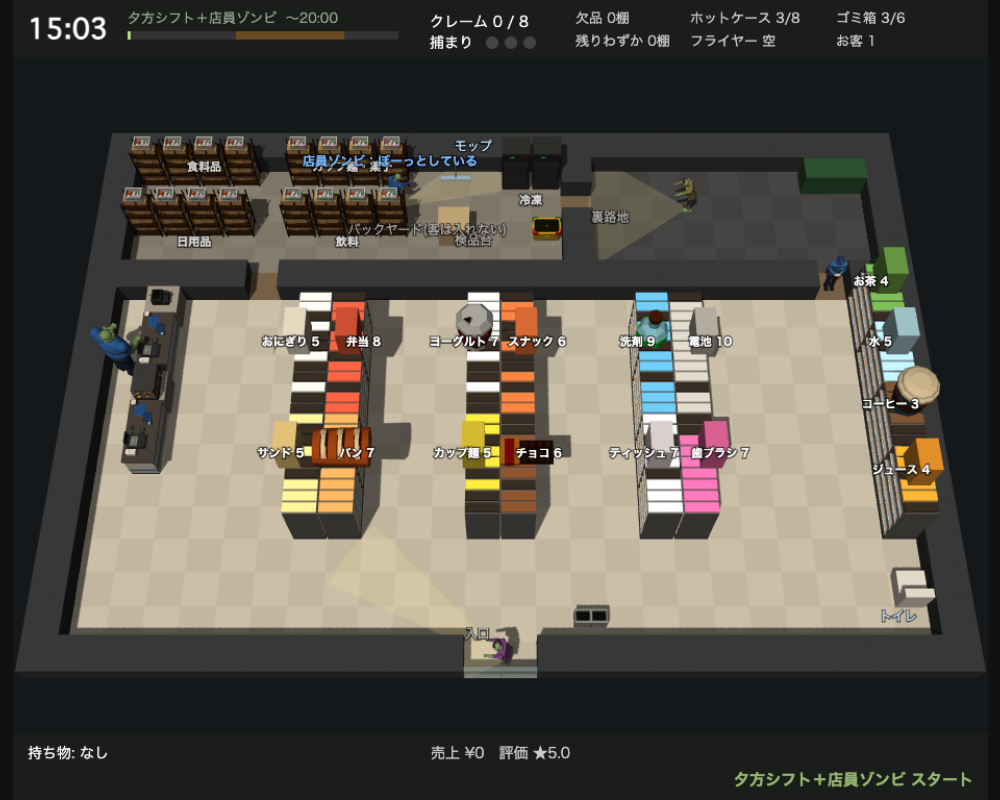 15:03
夕方シフト＋店員ゾンビ ～20:00
クレーム 0 / 8
捕まり
欠品 0棚
残りわずか 0棚
ホットケース 3/8
フライヤー 空
ゴミ箱 3/6
お客 1
モップ
店員ゾンビ：ぼーっとしている
食料品
カップ麺・菓子
冷凍
裏路地
バックヤード(客は入れない)
日用品
飲料
検品台
お茶 4
おにぎり 5
弁当 8
ヨーグルト 7
スナック 6
洗剤 9
電池 10
水 5
コーヒー 3
サンド 5
パン 7
カップ麺 5
チョコ 6
ティッシュ 7
歯ブラシ 7
ジュース 4
トイレ
入口
持ち物: なし
売上 ¥0 評価 ★5.0
夕方シフト＋店員ゾンビ スタート